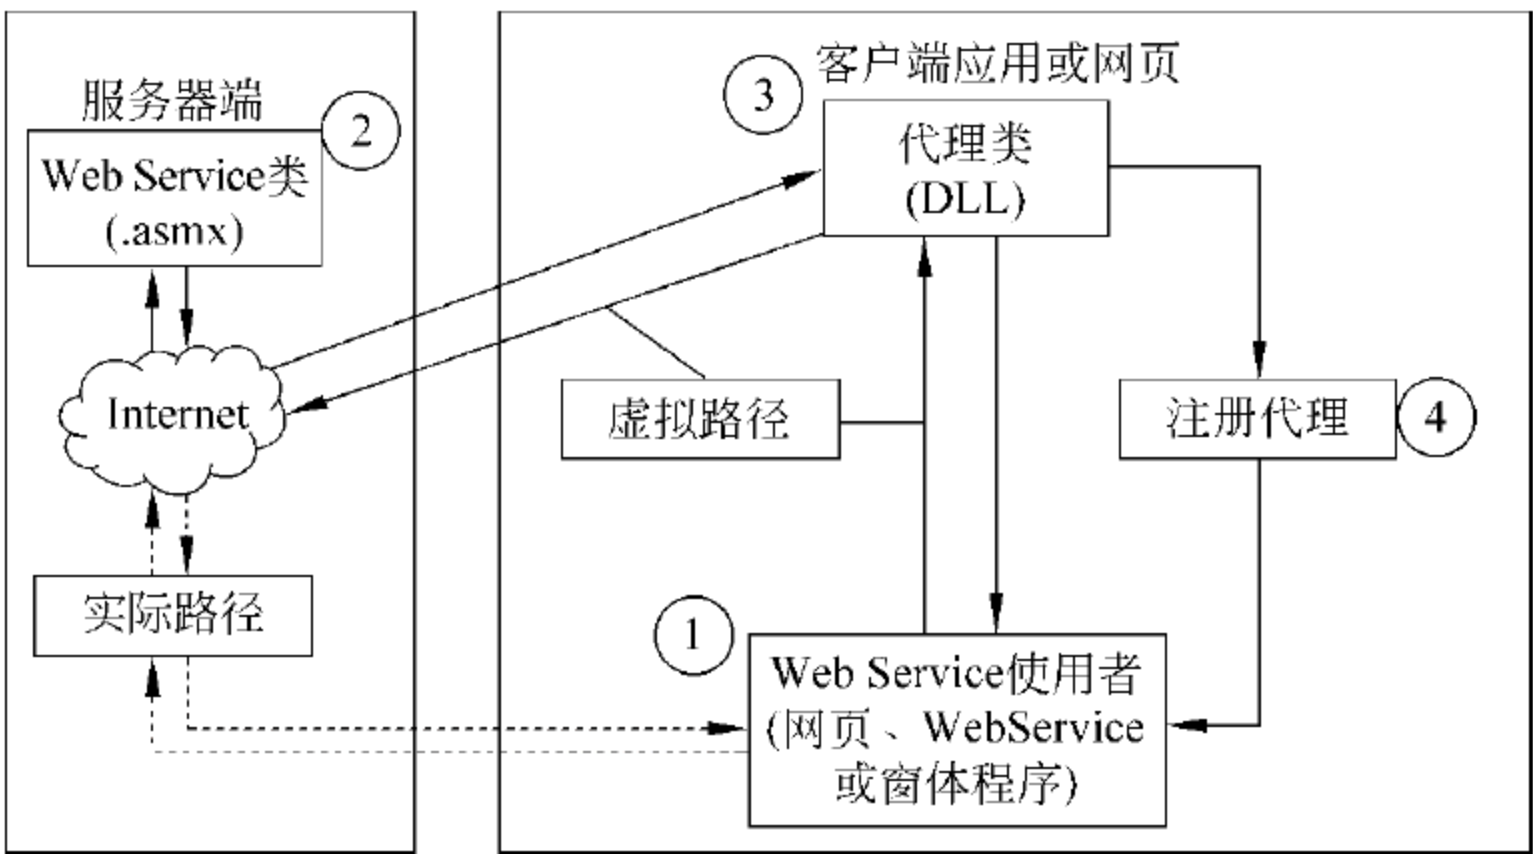 服务器端
2
Web Service类
(.asmx)
Internet
实际路径
客户端应用或网页
3
代理类
(DLL)
虚拟路径
注册代理
4
1
Web Service使用者
(网页、WebService
或窗体程序)